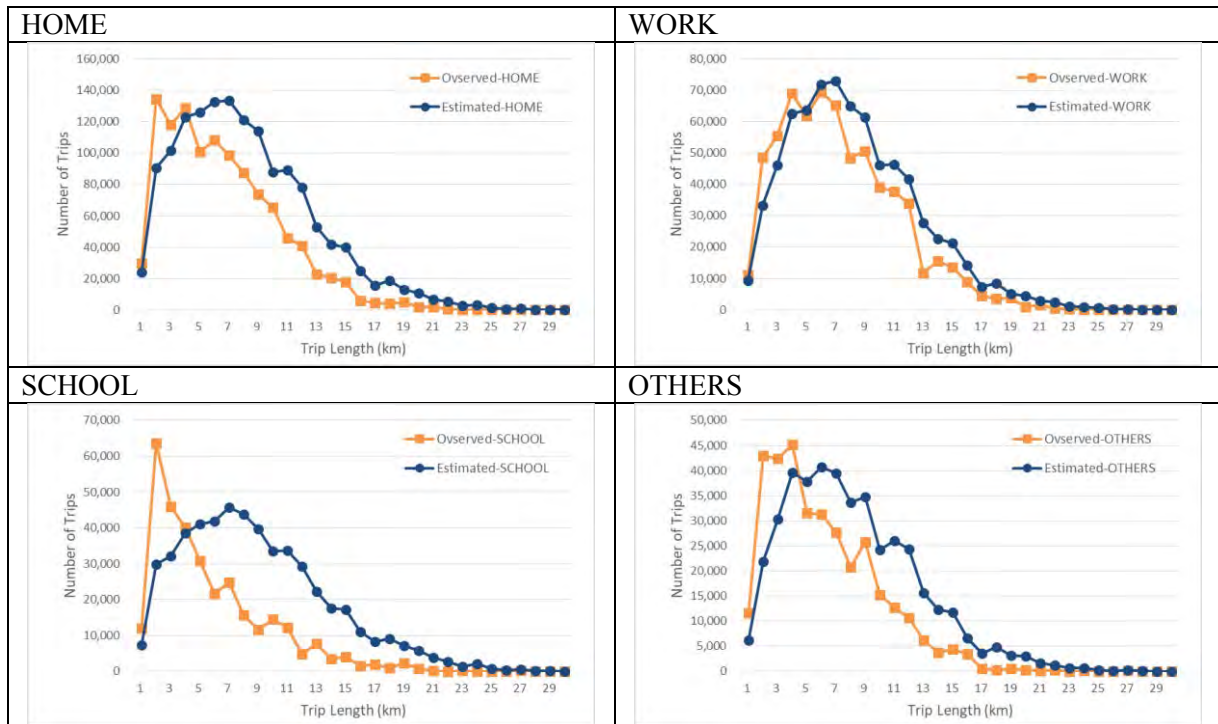 HOME
WORK
160,000
140,000
120,000
100,000
80,000
60,000
40,000
20,000
0
Number of Trips
Ovserved-HOME
Estimated-HOME
1 3 5 7 9 11 13 15 17 19 21 23 25 27 29
Trip Length (km)
80,000
70,000
60,000
50,000
40,000
30,000
20,000
10,000
0
Number of Trips
Ovserved-WORK
Estimated-WORK
1 3 5 7 9 11 13 15 17 19 21 23 25 27 29
Trip Length (km)
SCHOOL
OTHERS
70,000
60,000
50,000
40,000
30,000
20,000
10,000
0
Number of Trips
Ovserved-SCHOOL
Estimated-SCHOOL
1 3 5 7 9 11 13 15 17 19 21 23 25 27 29
Trip Length (km)
50,000
45,000
40,000
35,000
30,000
25,000
20,000
15,000
10,000
5,000
0
Number of Trips
Ovserved-OTHERS
Estimated-OTHERS
1 3 5 7 9 11 13 15 17 19 21 23 25 27 29
Trip Length (km)